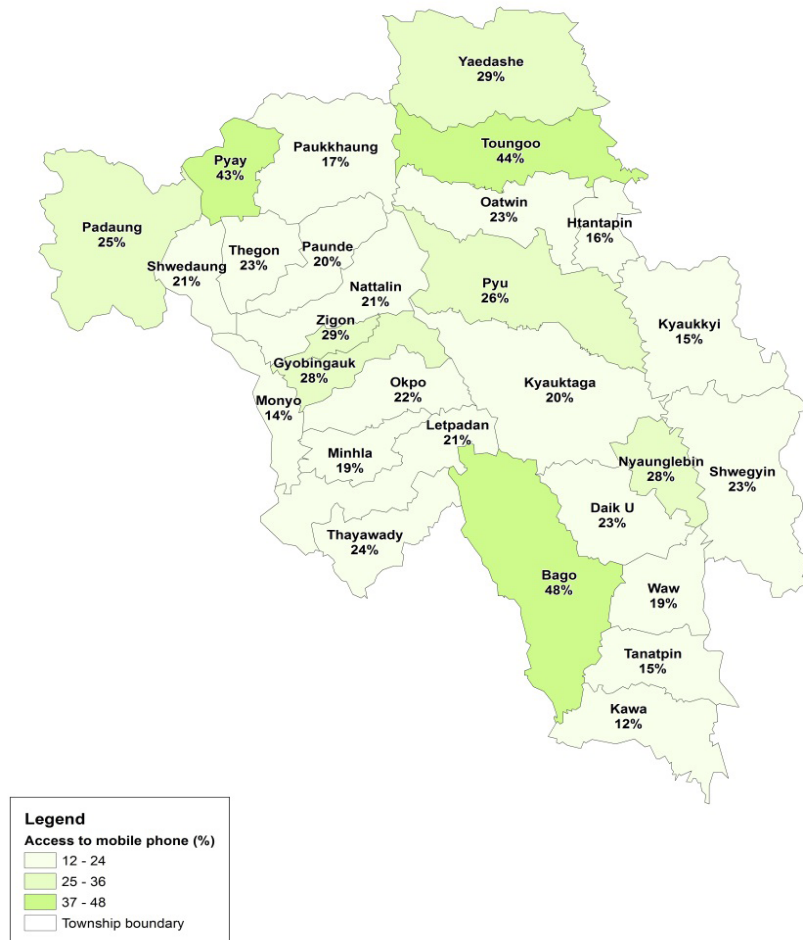 Yaedashe
29%
Paukkhaung
17%
Toungoo
44%
Pyay
43%
Oatwin
23%
Htantapin
16%
Padaung
25%
Thegon
23%
Paunde
20%
Shwedaung
21%
Nattalin
21%
Pyu
26%
Kyaukkyi
15%
Zigon
29%
Gyobingauk
28%
Okpo
22%
Kyauktaga
20%
Monyo
14%
Letpadan
21%
Minhla
19%
Nyaunglebin
28%
Shwegyin
23%
Daik U
23%
Thayawady
24%
Bago
48%
Waw
19%
Tanatpin
15%
Kawa
12%
Legend
Access to mobile phone (%)
12 - 24
25 - 36
37 - 48
Township boundary